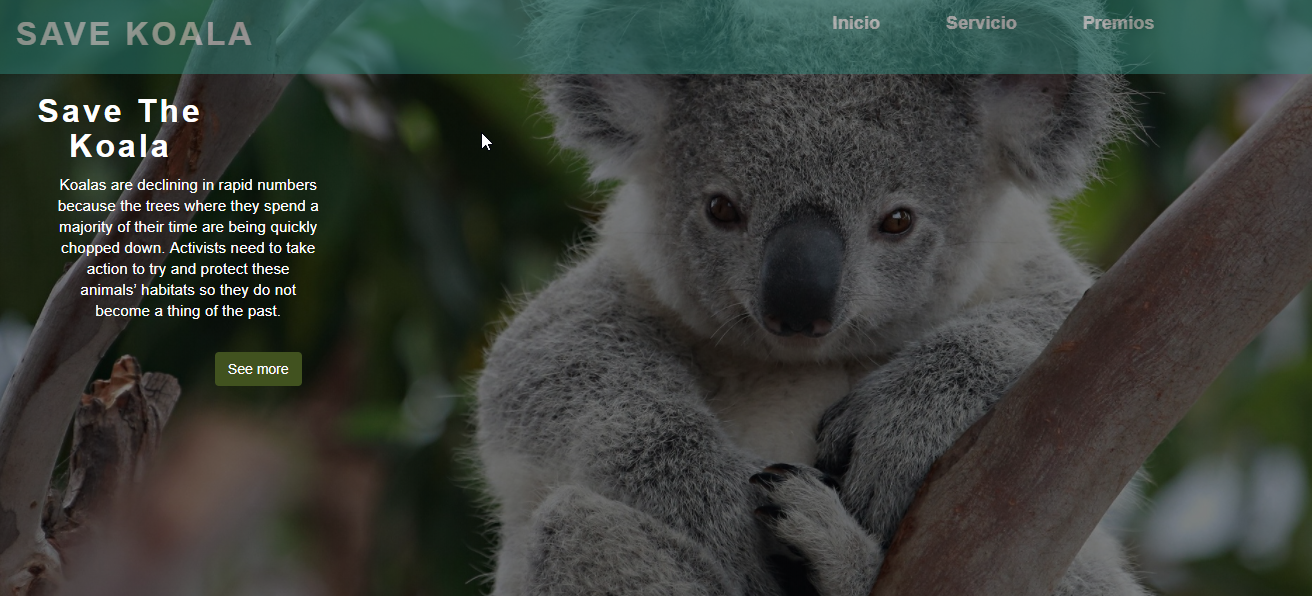 SAVE KOALA
Inicio Servicio Premios
Save The
Koala
Koalas are declining in rapid numbers
because the trees where they spend a
majority of their time are being quickly
chopped down. Activists need to take
action to try and protect these
animals’ habitats so they do not
become a thing of the past.
See more